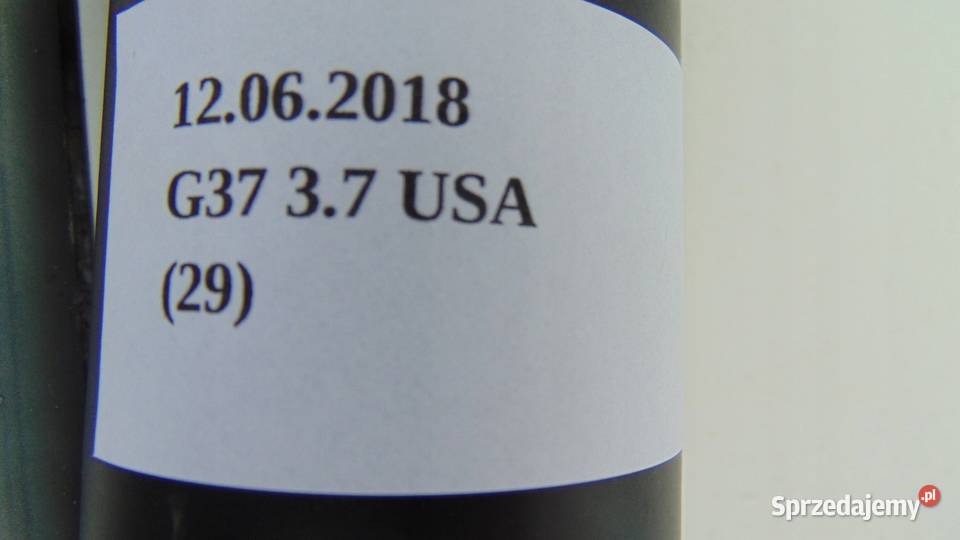 12.06.2018
G37 3.7 USA
(29)
Sprzedajemy.pl